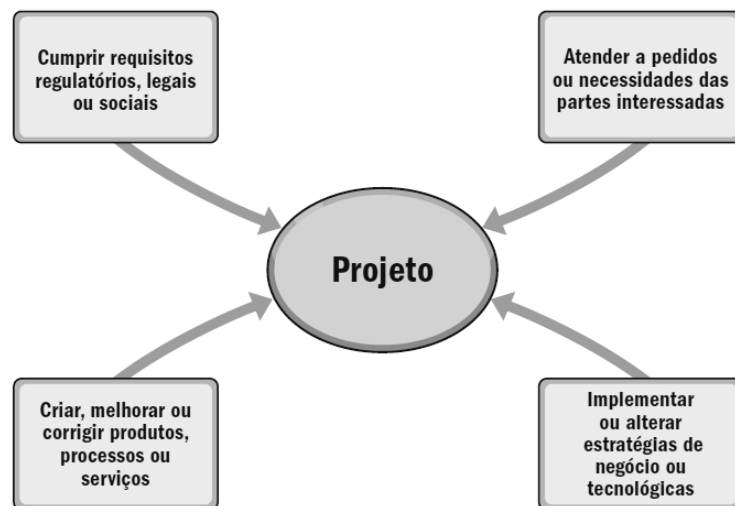 Cumprir requisitos
regulatórios, legais
ou sociais
Atender a pedidos
ou necessidades das
partes interessadas
Projeto
Criar, melhorar ou
corrigir produtos,
processos ou
serviços
Implementar
ou alterar
estratégias de
negócio ou
tecnológicas